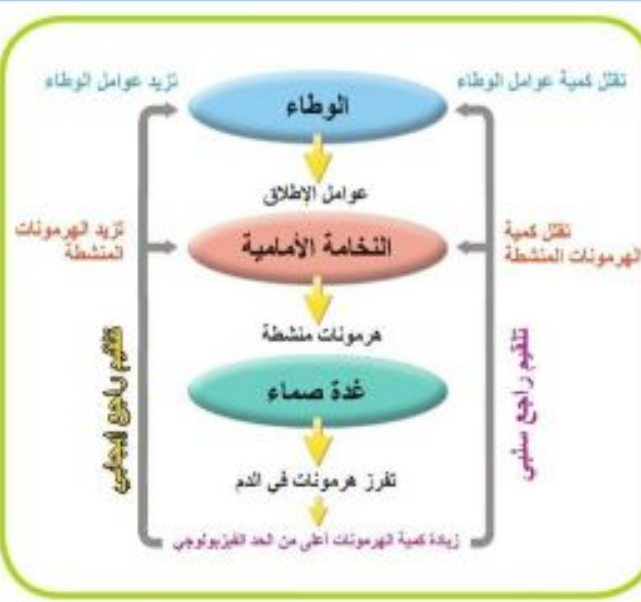 تزيد عوامل الوطاء
الوطاء
تقلل كمية عوامل الوطاء
عوامل الإطلاق
تزيد الهرمونات
المنشطة
النخامة الأمامية
تقلل كمية
الهرمونات المنشطة
هرمونات منشطة
غدة صماء
تلقيم راجع إيجابي
تلقيم راجع سلبي
تفرز هرمونات في الدم
زيادة كمية الهرمونات أعلى من الحد الفيزيولوجي